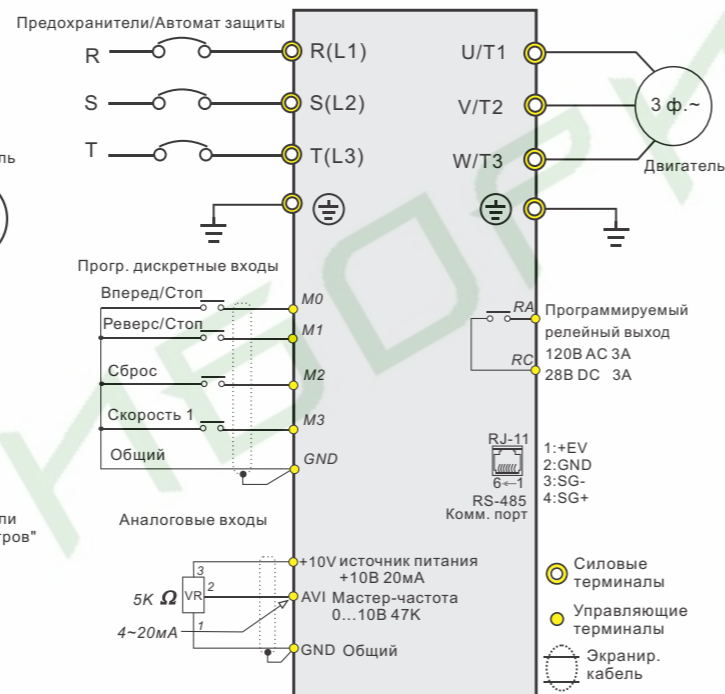 Предохранители/Автомат защиты
R
R(L1)
U/T1
S
S(L2)
V/T2
3 ф.~
T
T(L3)
W/T3
Двигатель
Прогр. дискретные входы
Вперед/Стоп
M0
Реверс/Стоп
M1
Сброс
M2
Скорость 1
M3
Общий
GND
RA
Программируемый
релейный выход
RC
120В AC 3A
28В DC 3A
RJ-11
6←1
RS-485
Комм. порт
1:+EV
2:GND
3:SG-
4:SG+
Аналоговые входы
+10V источник питания
+10В 20мА
3
5K Ω
VR
2
AVI Мастер-частота
0...10В 47K
1
4~20мА
GND Общий
Силовые
терминалы
Управляющие
терминалы
Экранир.
кабель